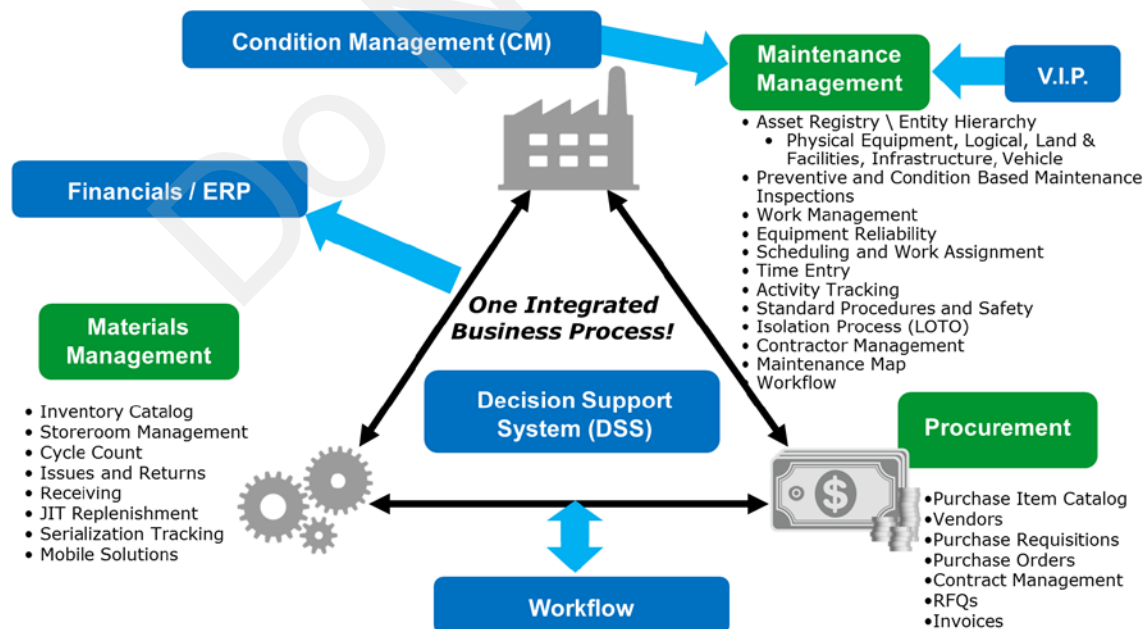 Do N
Condition Management (CM)
Maintenance
Management
V.I.P.
• Asset Registry \ Entity Hierarchy
• Physical Equipment, Logical, Land &
Facilities, Infrastructure, Vehicle
• Preventive and Condition Based Maintenance
Inspections
• Work Management
• Equipment Reliability
• Scheduling and Work Assignment
• Time Entry
• Activity Tracking
• Standard Procedures and Safety
• Isolation Process (LOTO)
• Contractor Management
• Maintenance Map
• Workflow
Financials / ERP
One Integrated
Business Process!
Materials
Management
• Inventory Catalog
• Storeroom Management
• Cycle Count
• Issues and Returns
• Receiving
• JIT Replenishment
• Serialization Tracking
• Mobile Solutions
Decision Support
System (DSS)
Procurement
$
•Purchase Item Catalog
•Vendors
•Purchase Requisitions
•Purchase Orders
•Contract Management
•RFQs
•Invoices
Workflow